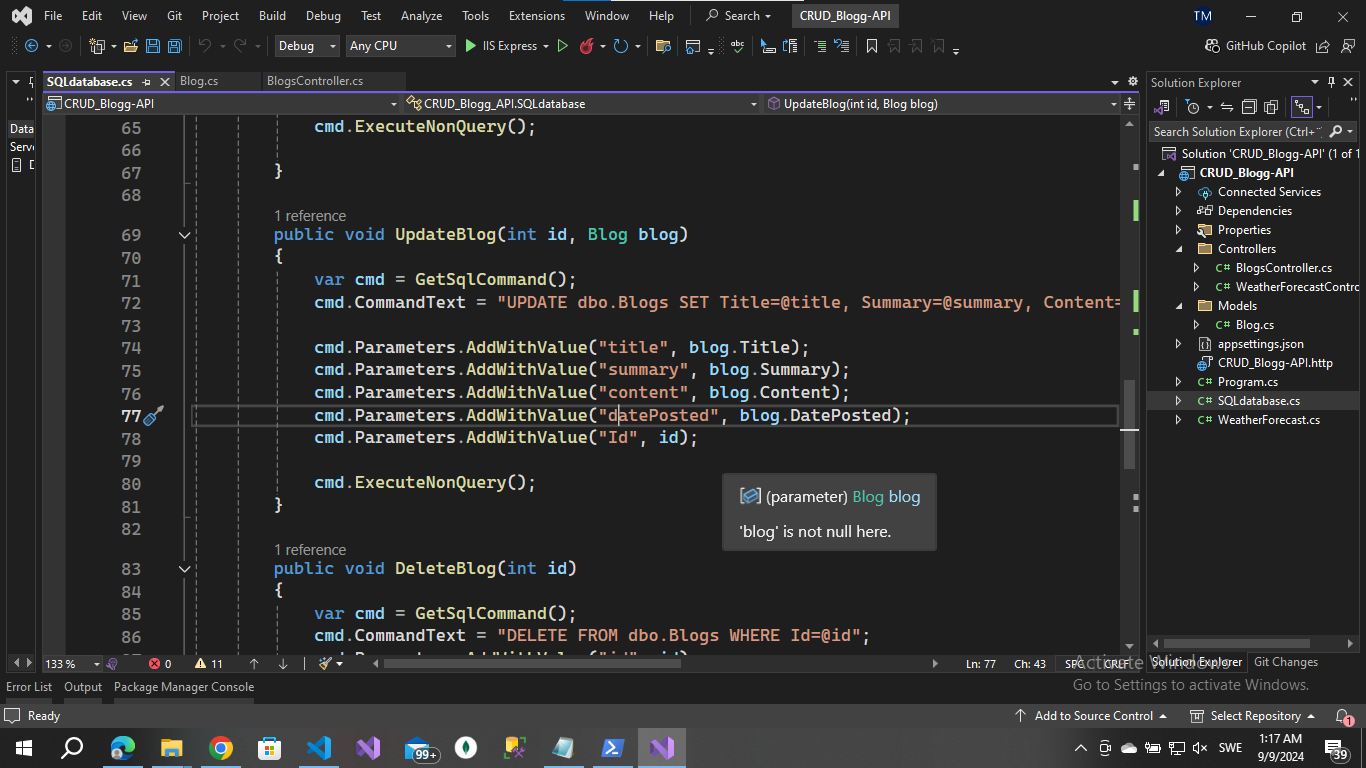 File Edit View Git Project Build Debug Test Analyze Tools Extensions Window Help Search CRUD_Blogg-API TM
Debug Any CPU IIS Express GitHub Copilot
SQLdatabase.cs Blog.cs BlogsController.cs
CRUD_Blogg-API CRUD_Blogg_API.SQLdatabase UpdateBlog(int id, Blog blog)
Data
Serv
65 cmd.ExecuteNonQuery();
66
67 }
68
1 reference
69 public void UpdateBlog(int id, Blog blog)
70 {
71 var cmd = GetSqlCommand();
72 cmd.CommandText = "UPDATE dbo.Blogs SET Title=@title, Summary=@summary, Content=
73
74 cmd.Parameters.AddWithValue("title", blog.Title);
75 cmd.Parameters.AddWithValue("summary", blog.Summary);
76 cmd.Parameters.AddWithValue("content", blog.Content);
77 cmd.Parameters.AddWithValue("datePosted", blog.DatePosted);
78 cmd.Parameters.AddWithValue("Id", id);
79
80 cmd.ExecuteNonQuery();
81 }
82
(parameter) Blog blog
'blog' is not null here.
1 reference
83 public void DeleteBlog(int id)
84 {
85 var cmd = GetSqlCommand();
86 cmd.CommandText = "DELETE FROM dbo.Blogs WHERE Id=@id";
133 % 0 11 Ln: 77 Ch: 43 SPC CRLF
Error List Output Package Manager Console
Solution Explorer
Search Solution Explorer (Ctrl+
Solution 'CRUD_Blogg-API' (1 of 1
CRUD_Blogg-API
Connected Services
Dependencies
Properties
Controllers
C# BlogsController.cs
C# WeatherForecastContro
Models
C# Blog.cs
appsettings.json
CRUD_Blogg-API.http
C# Program.cs
C# SQLdatabase.cs
C# WeatherForecast.cs
Solution Explorer Git Changes
Activate Windows
Go to Settings to activate Windows.
Ready Add to Source Control Select Repository 1
99+ SWE 1:17 AM
9/9/2024 39